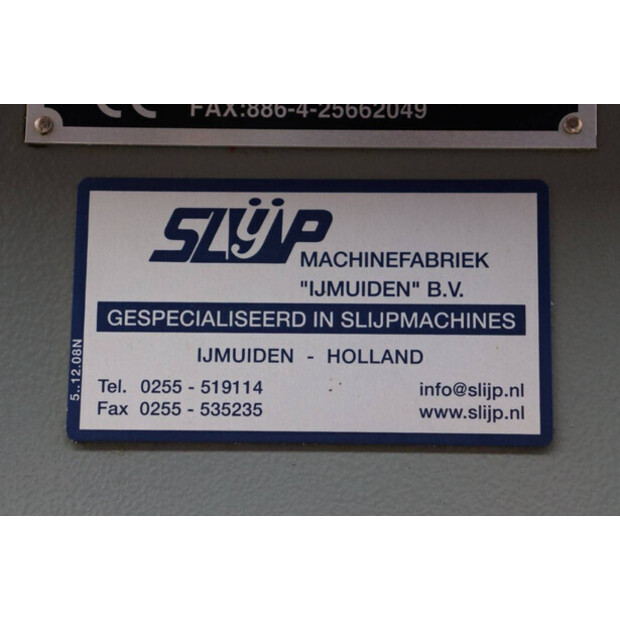 FAX:886-4-25662049
SLijP
MACHINEFABRIEK
"IJMUIDEN" B.V.
GESPECIALISEERD IN SLIJPMACHINES
IJMUIDEN - HOLLAND
Tel. 0255 - 519114
Fax 0255 - 535235
info@slijp.nl
www.slijp.nl
5..12.08N